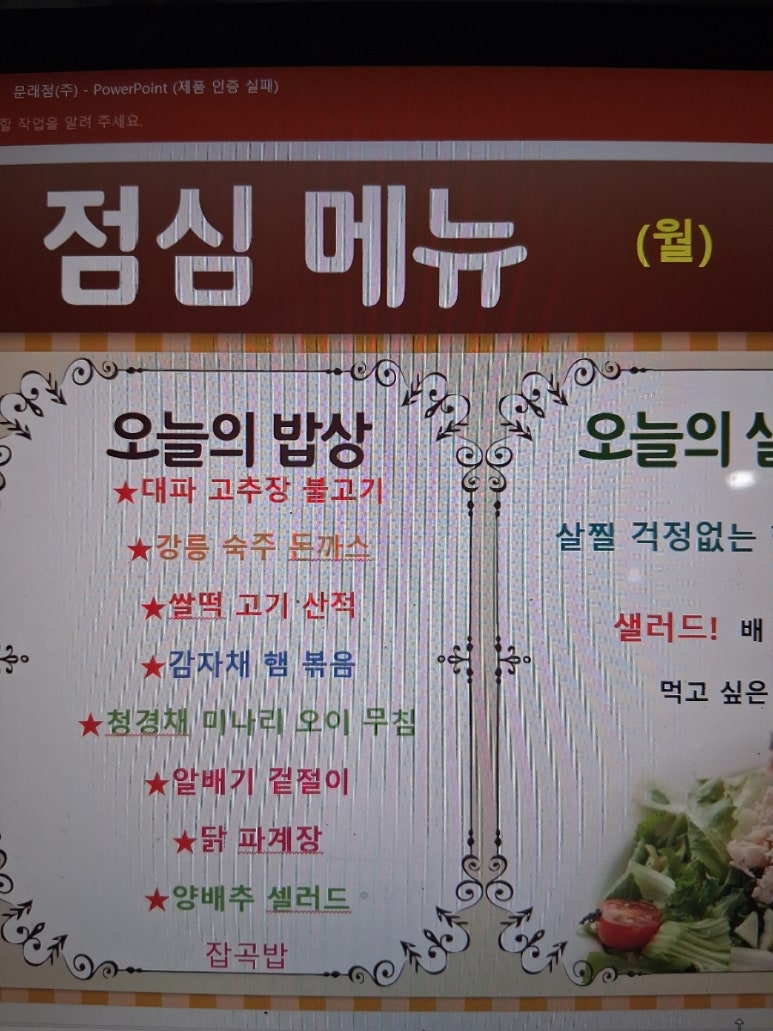 문래점(주) - PowerPoint (제품 인증 실패)
할 작업을 알려 주세요.
점심 메뉴 (월)
오늘의 밥상
★대파 고추장 불고기
★강릉 숙주 돈까스
★쌀떡 고기 산적
★감자채 햄 볶음
★청경채 미나리 오이 무침
★알배기 겉절이
★닭 파계장
★양배추 셀러드
잡곡밥
오늘의
살찔 걱정없는
샐러드! 배
먹고 싶은